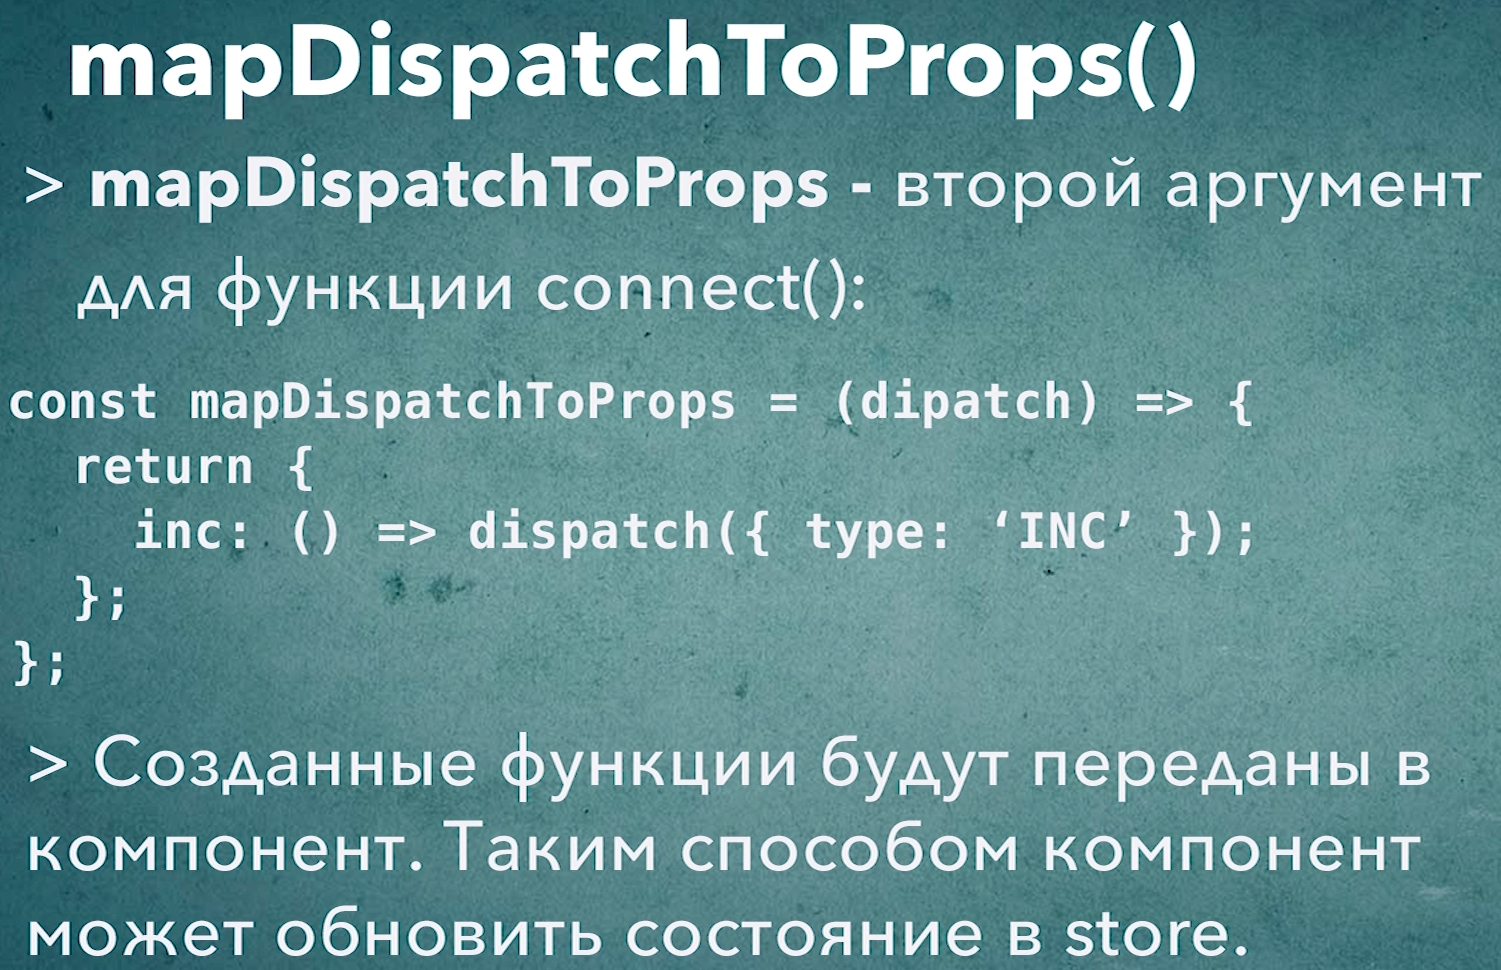 mapDispatchToProps()
> mapDispatchToProps - второй аргумент
для функции connect():
const mapDispatchToProps = (dipatch) => {
return {
inc: () => dispatch({ type: ‘INC’ });
};
};
> Созданные функции будут переданы в
компонент. Таким способом компонент
может обновить состояние в store.